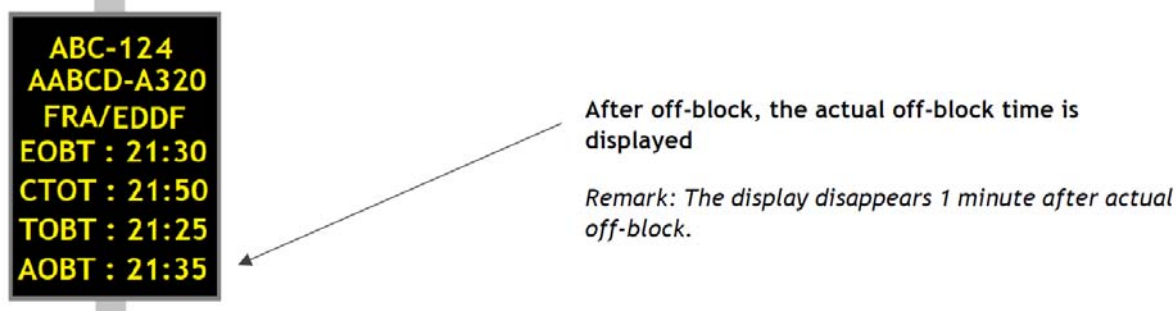 ABC-124
AABCD-A320
FRA/EDDF
EOBT : 21:30
CTOT : 21:50
TOBT : 21:25
AOBT : 21:35
After off-block, the actual off-block time is
displayed
Remark: The display disappears 1 minute after actual
off-block.